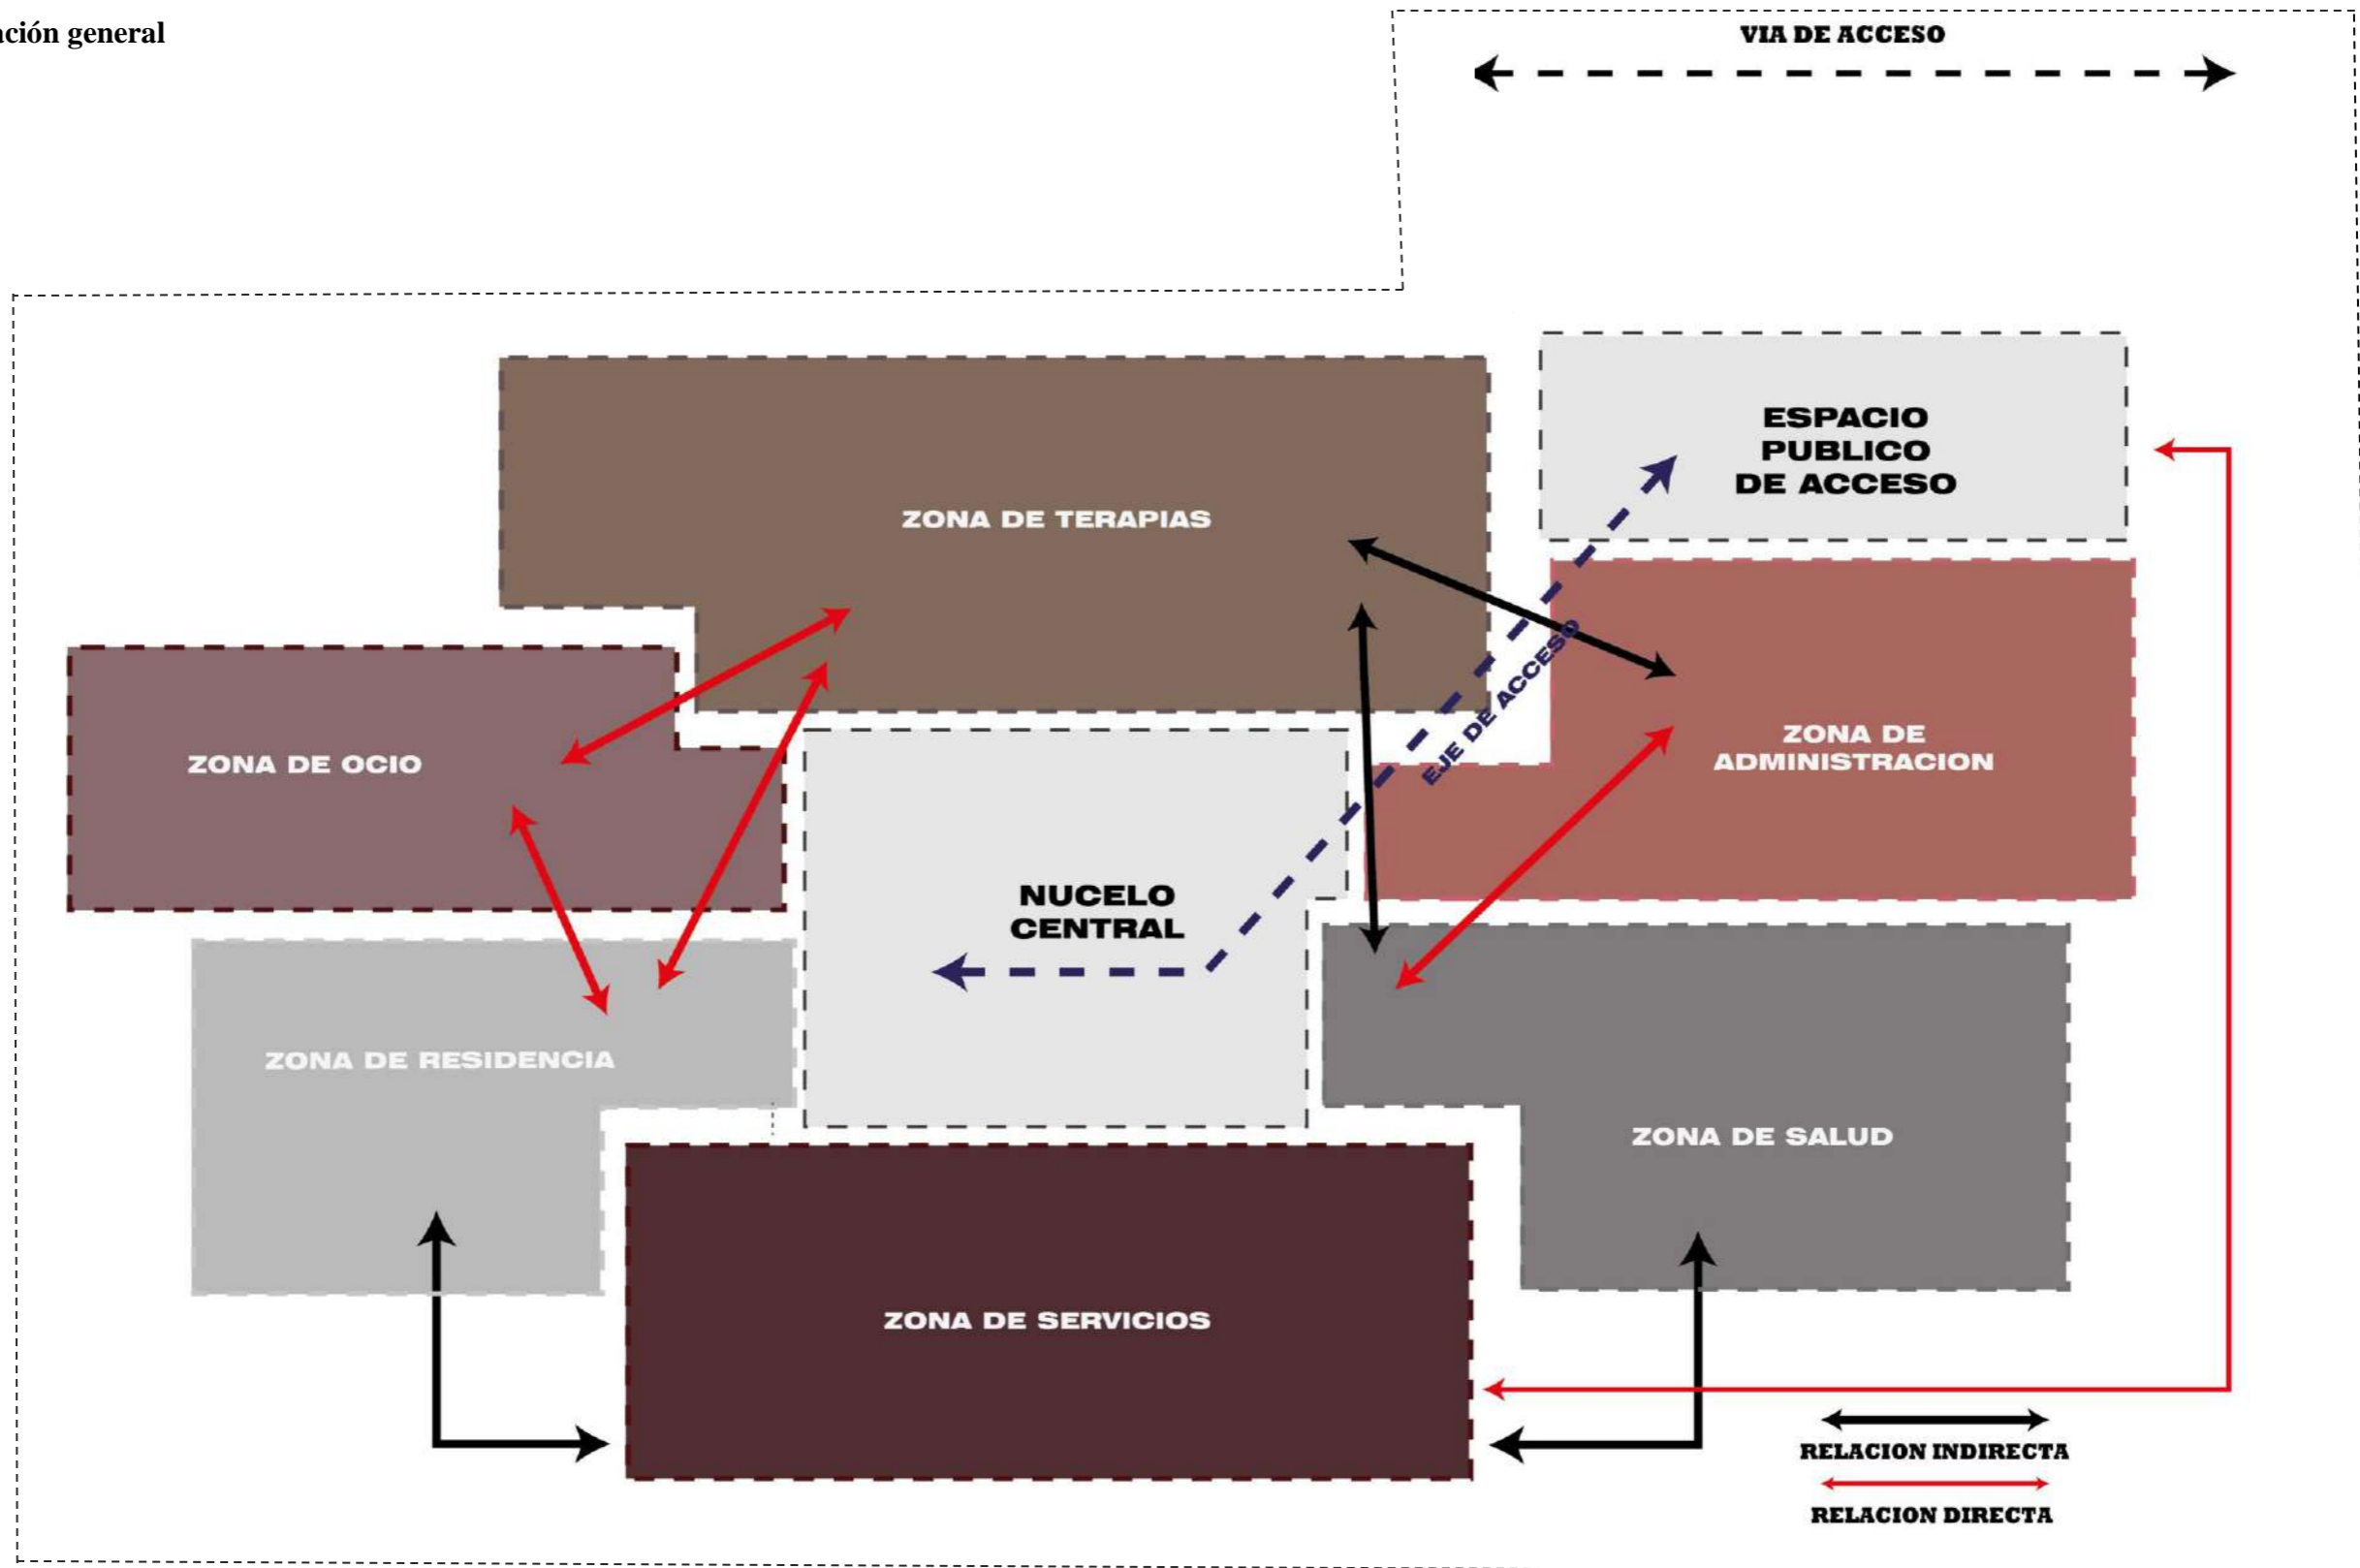 ación general
VIA DE ACCESO
ESPACIO
PUBLICO
DE ACCESO
ZONA DE TERAPIAS
EJE DE ACCESO
ZONA DE
ADMINISTRACION
ZONA DE OCIO
NUCELO
CENTRAL
ZONA DE RESIDENCIA
ZONA DE SALUD
ZONA DE SERVICIOS
RELACION INDIRECTA
RELACION DIRECTA